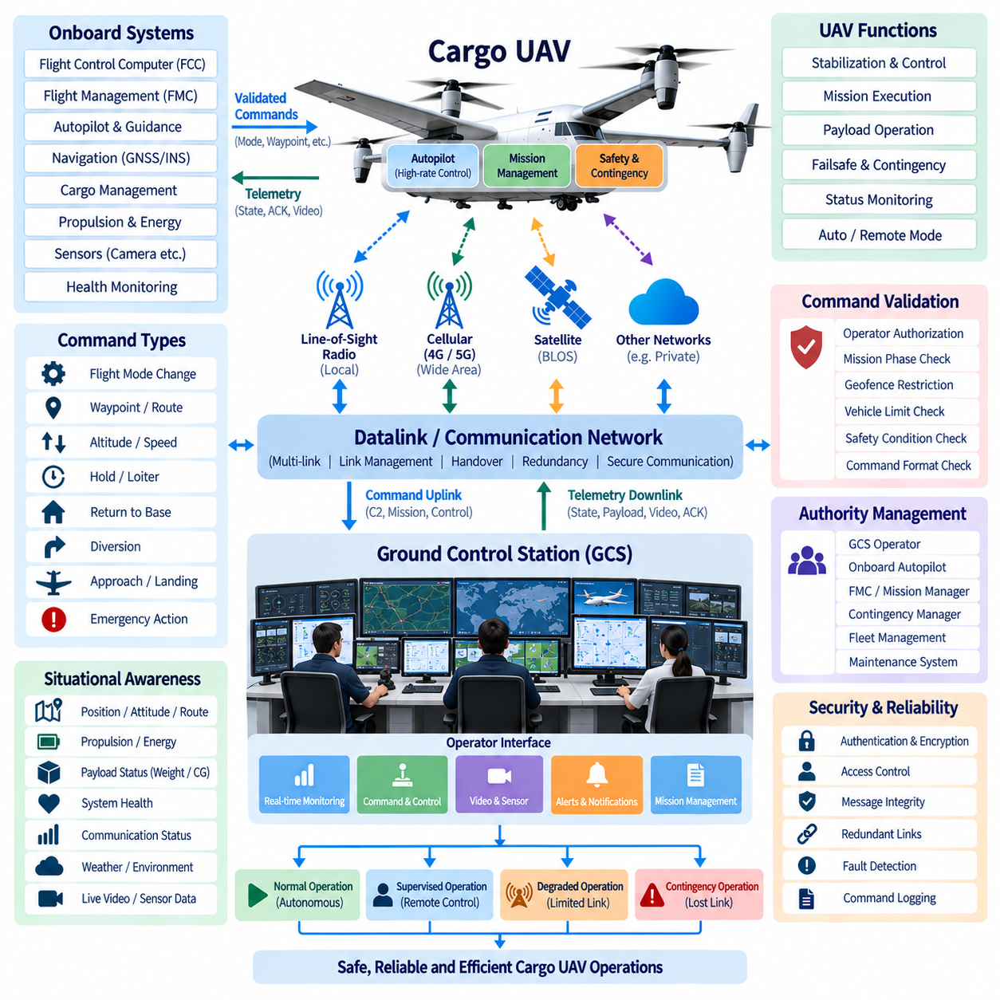 Cargo UAV
Onboard Systems
Flight Control Computer (FCC)
Flight Management (FMC)
Autopilot & Guidance
Navigation (GNSS/INS)
Cargo Management
Propulsion & Energy
Sensors (Camera etc.)
Health Monitoring
Validated
Commands
(Mode, Waypoint, etc.)
Telemetry
(State, ACK, Video)
Autopilot
(High-rate Control)
Mission
Management
Safety &
Contingency
UAV Functions
Stabilization & Control
Mission Execution
Payload Operation
Failsafe & Contingency
Status Monitoring
Auto / Remote Mode
Line-of-Sight
Radio
(Local)
Cellular
(4G / 5G)
(Wide Area)
Satellite
(BLOS)
Other Networks
(e.g. Private)
Command Types
Flight Mode Change
Waypoint / Route
Altitude / Speed
Hold / Loiter
Return to Base
Diversion
Approach / Landing
Emergency Action
Command Validation
Operator Authorization
Mission Phase Check
Geofence Restriction
Vehicle Limit Check
Safety Condition Check
Command Format Check
Datalink / Communication Network
(Multi-link | Link Management | Handover | Redundancy | Secure Communication)
Command Uplink
(C2, Mission, Control)
Telemetry Downlink
(State, Payload, Video, ACK)
Authority Management
GCS Operator
Onboard Autopilot
FMC / Mission Manager
Contingency Manager
Fleet Management
Maintenance System
Ground Control Station (GCS)
Operator Interface
Real-time Monitoring
Command & Control
Video & Sensor
Alerts & Notifications
Mission Management
Situational Awareness
Position / Attitude / Route
Propulsion / Energy
Payload Status (Weight / CG)
System Health
Communication Status
Weather / Environment
Live Video / Sensor Data
Security & Reliability
Authentication & Encryption
Access Control
Message Integrity
Redundant Links
Fault Detection
Command Logging
Normal Operation
(Autonomous)
Supervised Operation
(Remote Control)
Degraded Operation
(Limited Link)
Contingency Operation
(Lost Link)
Safe, Reliable and Efficient Cargo UAV Operations